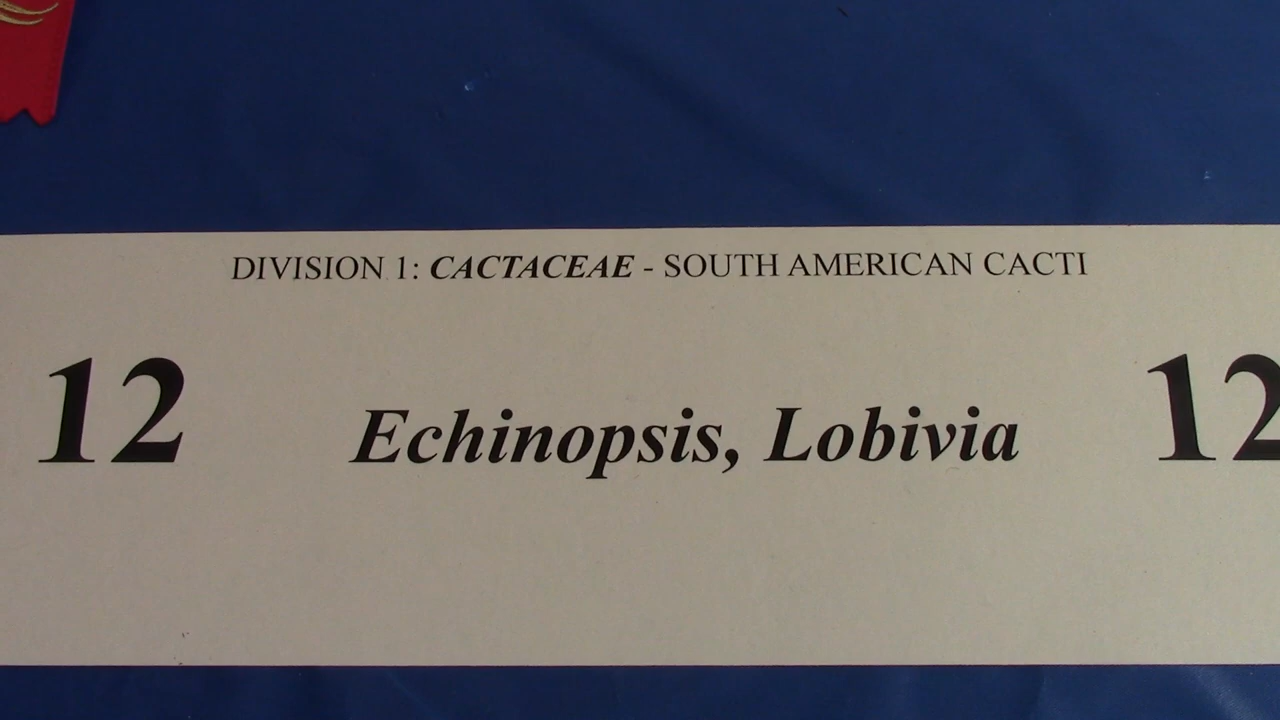 DIVISION 1: CACTACEAE - SOUTH AMERICAN CACTI
12 Echinopsis, Lobivia 12